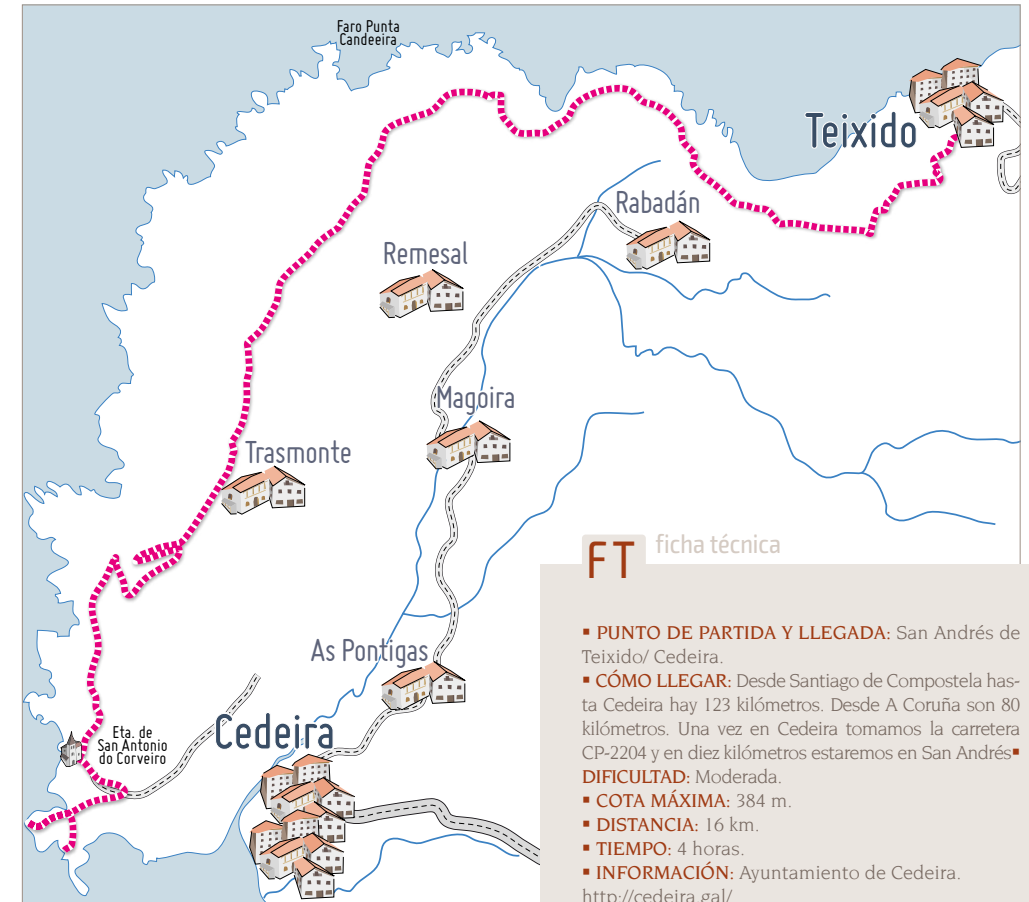 Faro Punta
Candeeira
Teixido
Rabadán
Remesal
Magoira
Trasmonte
As Pontigas
Eta. de
San Antonio
do Corveiro
Cedeira
FT ficha técnica
▪ PUNTO DE PARTIDA Y LLEGADA: San Andrés de
Teixido/ Cedeira.
▪ CÓMO LLEGAR: Desde Santiago de Compostela has-
ta Cedeira hay 123 kilómetros. Desde A Coruña son 80
kilómetros. Una vez en Cedeira tomamos la carretera
CP-2204 y en diez kilómetros estaremos en San Andrés▪
DIFICULTAD: Moderada.
▪ COTA MÁXIMA: 384 m.
▪ DISTANCIA: 16 km.
▪ TIEMPO: 4 horas.
▪ INFORMACIÓN: Ayuntamiento de Cedeira.
http://cedeira.gal/